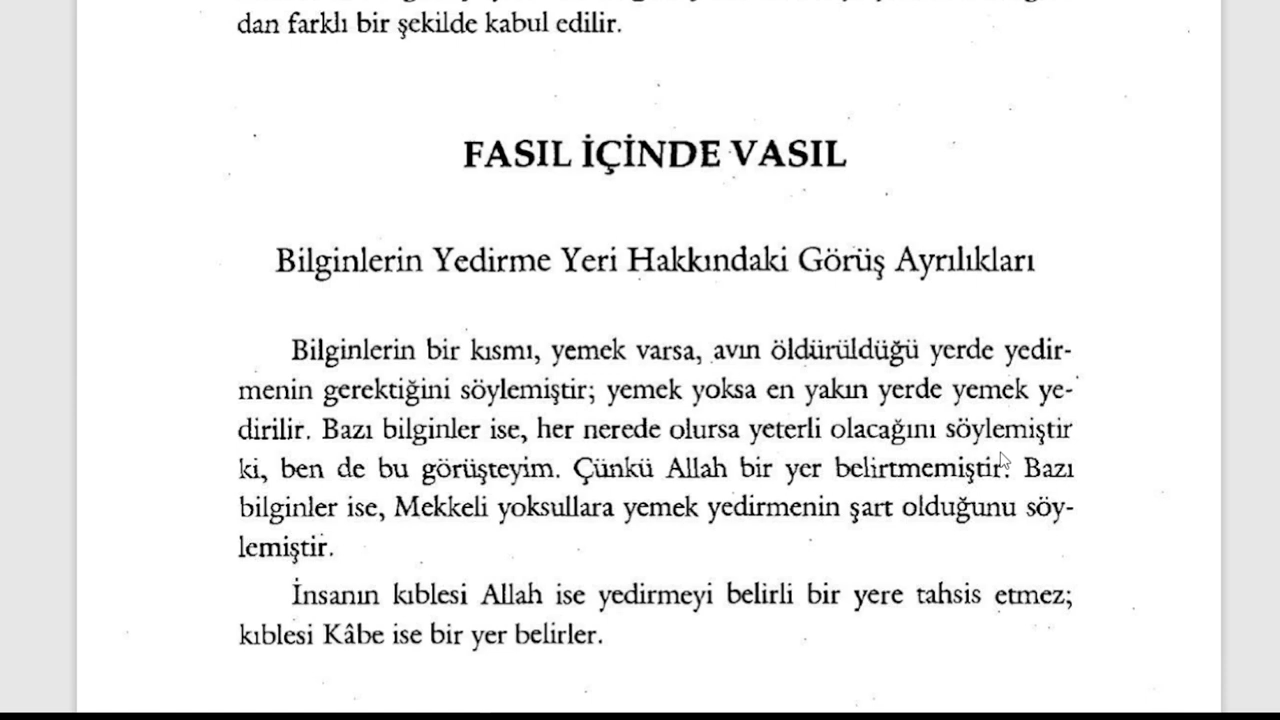 dan farklı bir şekilde kabul edilir.
FASIL İÇİNDE VASIL
Bilginlerin Yedirme Yeri Hakkındaki Görüş Ayrılıkları
Bilginlerin bir kısmı, yemek varsa, avın öldürüldüğü yerde yedir-
menin gerektiğini söylemiştir; yemek yoksa en yakın yerde yemek ye-
dirilir. Bazı bilginler ise, her nerede olursa yeterli olacağını söylemiştir
ki, ben de bu görüşteyim. Çünkü Allah bir yer belirtmemiştir. Bazı
bilginler ise, Mekkeli yoksullara yemek yedirmenin şart olduğunu söy-
lemiştir.
İnsanın kıblesi Allah ise yedirmeyi belirli bir yere tahsis etmez;
kıblesi Kâbe ise bir yer belirler.